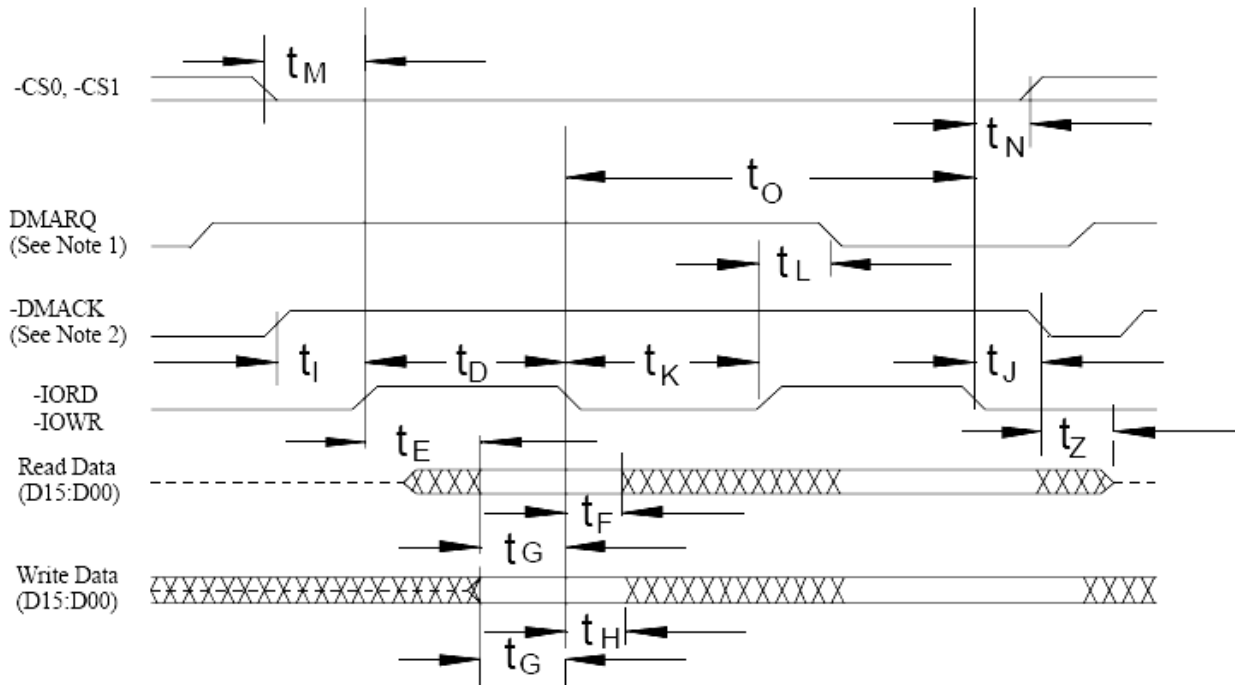 tM
-CS0, -CS1
tN
tO
DMARQ
(See Note 1)
tL
-DMACK
(See Note 2)
tI
tD
tK
tJ
-IORD
-IOWR
tE
tZ
Read Data
(D15:D00)
tF
tG
Write Data
(D15:D00)
tH
tG